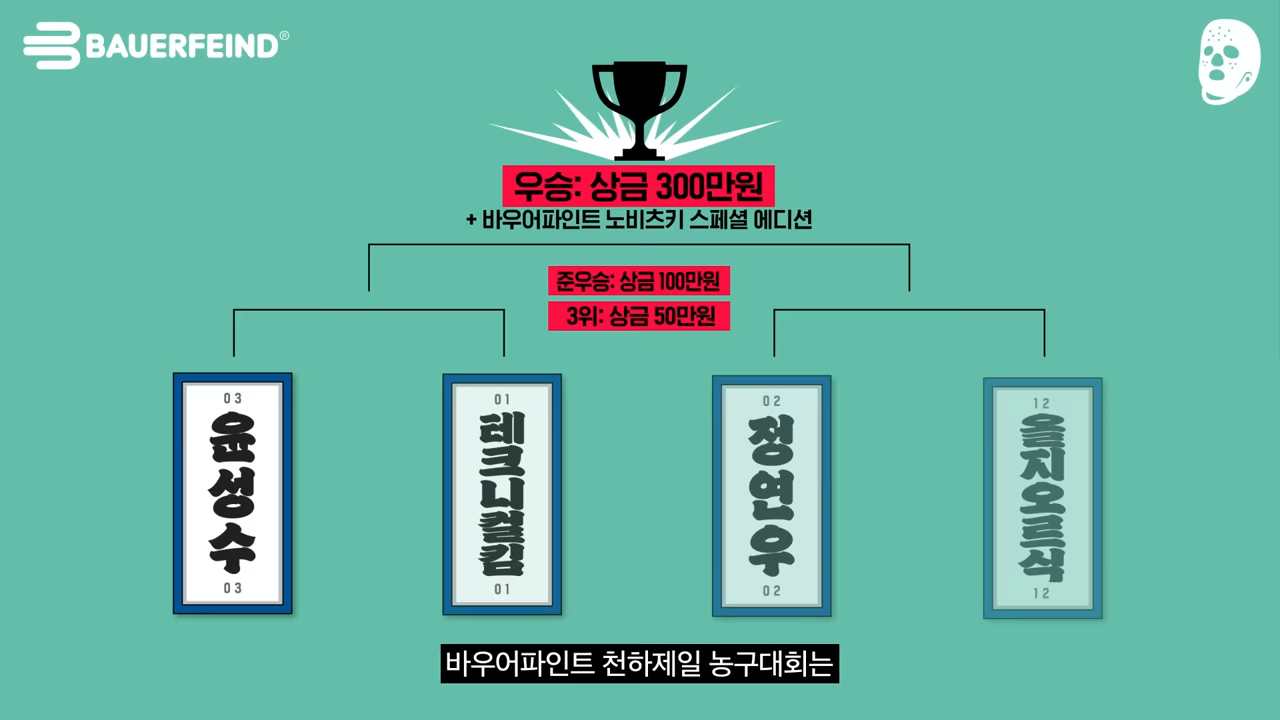 BAUERFEIND®
우승: 상금 300만원
+ 바우어파인트 노비츠키 스페셜 에디션
준우승: 상금 100만원
3위: 상금 50만원
03
윤성수
03
01
테크니컬킴
01
02
정연우
02
12
을지오르식
12
바우어파인트 천하제일 농구대회는